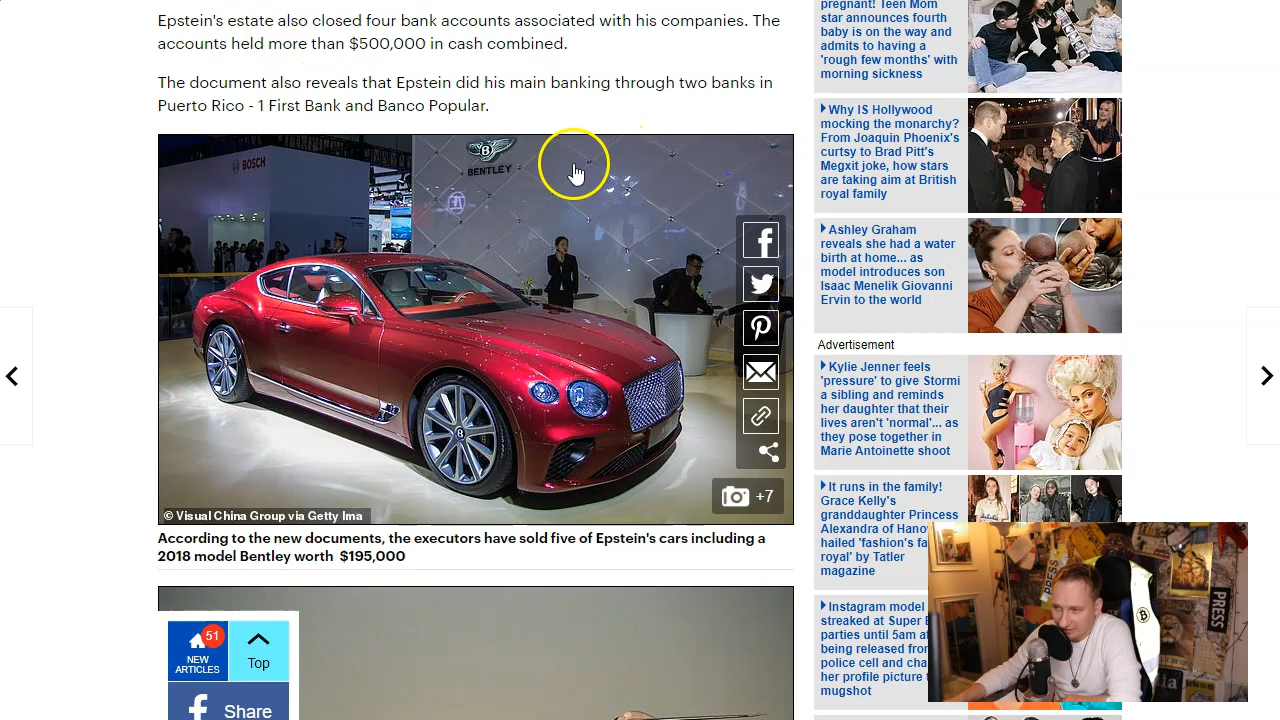 Epstein's estate also closed four bank accounts associated with his companies. The
accounts held more than $500,000 in cash combined.
The document also reveals that Epstein did his main banking through two banks in
Puerto Rico - 1 First Bank and Banco Popular.
BOSCH
BENTLEY
+7
© Visual China Group via Getty Ima
According to the new documents, the executors have sold five of Epstein's cars including a
2018 model Bentley worth $195,000
51
NEW
ARTICLES
Top
Share
pregnant! Teen Mom
star announces fourth
baby is on the way and
admits to having a
'rough few months' with
morning sickness
Why IS Hollywood
mocking the monarchy?
From Joaquin Phoenix's
curtsy to Brad Pitt's
Megxit joke, how stars
are taking aim at British
royal family
Ashley Graham
reveals she had a water
birth at home... as
model introduces son
Isaac Menelik Giovanni
Ervin to the world
Advertisement
Kylie Jenner feels
'pressure' to give Stormi
a sibling and reminds
her daughter that their
lives aren't 'normal'... as
they pose together in
Marie Antoinette shoot
It runs in the family!
Grace Kelly's
granddaughter Princess
Alexandra of Hano
hailed 'fashion's fa
royal' by Tatler
magazine
Instagram model
streaked at Super
parties until 5am
being released fro
police cell and cha
her profile picture
mugshot
PRESS
PRESS